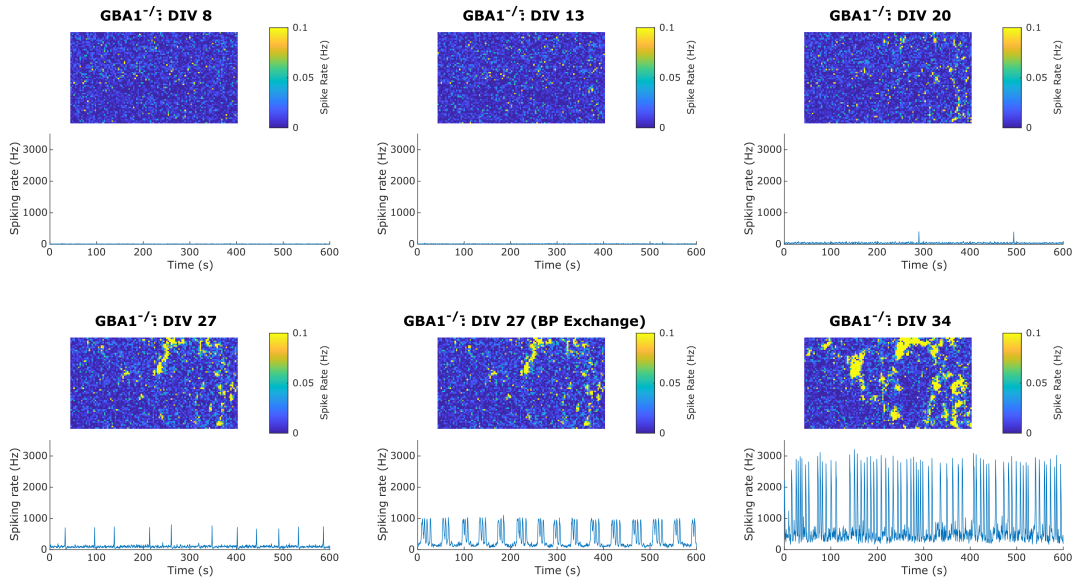 GBA1-/-: DIV 8
0.1
0.05
0
Spike Rate (Hz)
3000
2000
1000
0
Spiking rate (Hz)
0 100 200 300 400 500 600
Time (s)
GBA1-/-: DIV 13
0.1
0.05
0
Spike Rate (Hz)
3000
2000
1000
0
Spiking rate (Hz)
0 100 200 300 400 500 600
Time (s)
GBA1-/-: DIV 20
0.1
0.05
0
Spike Rate (Hz)
3000
2000
1000
0
Spiking rate (Hz)
0 100 200 300 400 500 600
Time (s)
GBA1-/-: DIV 27
0.1
0.05
0
Spike Rate (Hz)
3000
2000
1000
0
Spiking rate (Hz)
0 100 200 300 400 500 600
Time (s)
GBA1-/-: DIV 27 (BP Exchange)
0.1
0.05
0
Spike Rate (Hz)
3000
2000
1000
0
Spiking rate (Hz)
0 100 200 300 400 500 600
Time (s)
GBA1-/-: DIV 34
0.1
0.05
0
Spike Rate (Hz)
3000
2000
1000
0
Spiking rate (Hz)
0 100 200 300 400 500 600
Time (s)